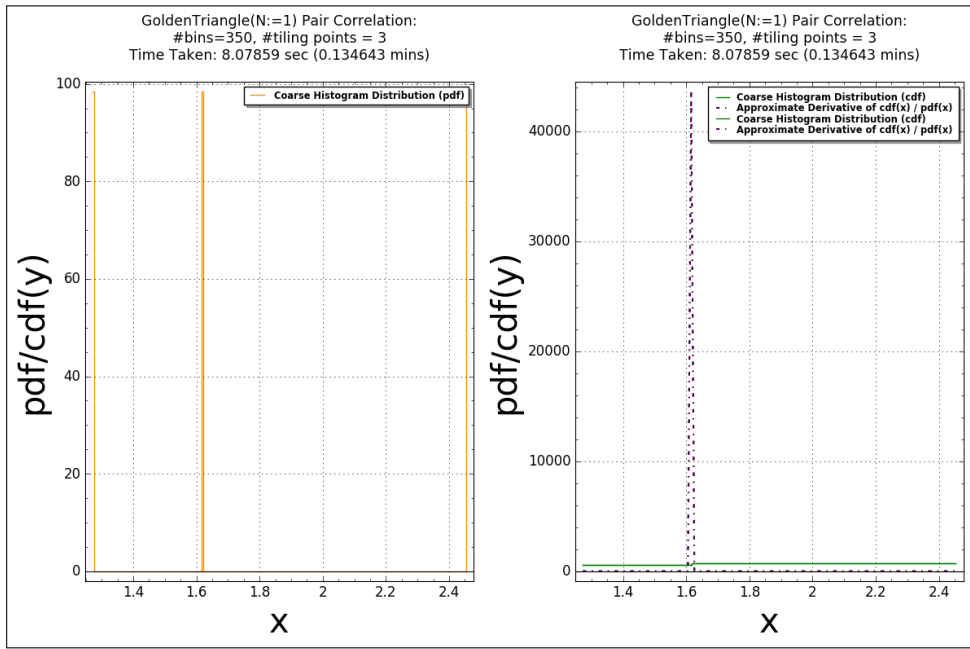 GoldenTriangle(N:=1) Pair Correlation:
#bins=350, #tiling points = 3
Time Taken: 8.07859 sec (0.134643 mins)
Coarse Histogram Distribution (pdf)
100
80
60
40
20
0
pdf/cdf(y)
1.4 1.6 1.8 2 2.2 2.4
x
GoldenTriangle(N:=1) Pair Correlation:
#bins=350, #tiling points = 3
Time Taken: 8.07859 sec (0.134643 mins)
Coarse Histogram Distribution (cdf)
Approximate Derivative of cdf(x) / pdf(x)
Coarse Histogram Distribution (cdf)
Approximate Derivative of cdf(x) / pdf(x)
40000
30000
20000
10000
0
pdf/cdf(y)
1.4 1.6 1.8 2 2.2 2.4
x